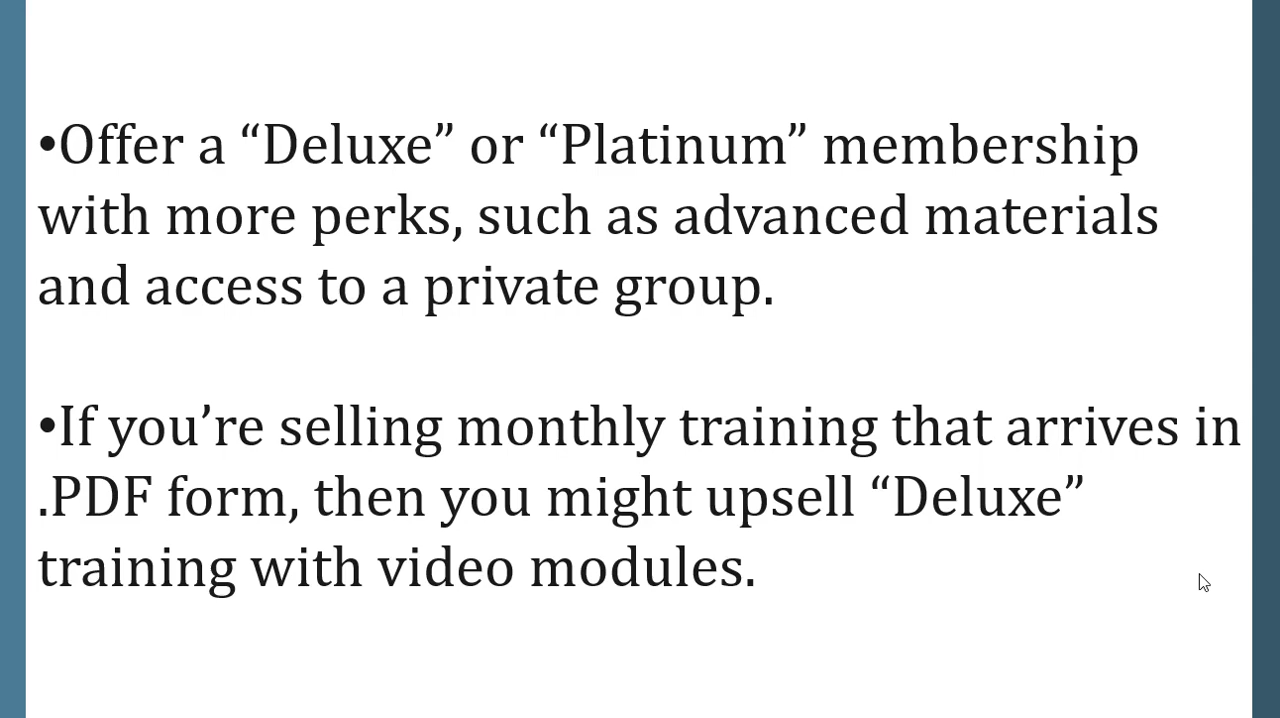 •Offer a “Deluxe” or “Platinum” membership
with more perks, such as advanced materials
and access to a private group.
•If you’re selling monthly training that arrives in
.PDF form, then you might upsell “Deluxe”
training with video modules.